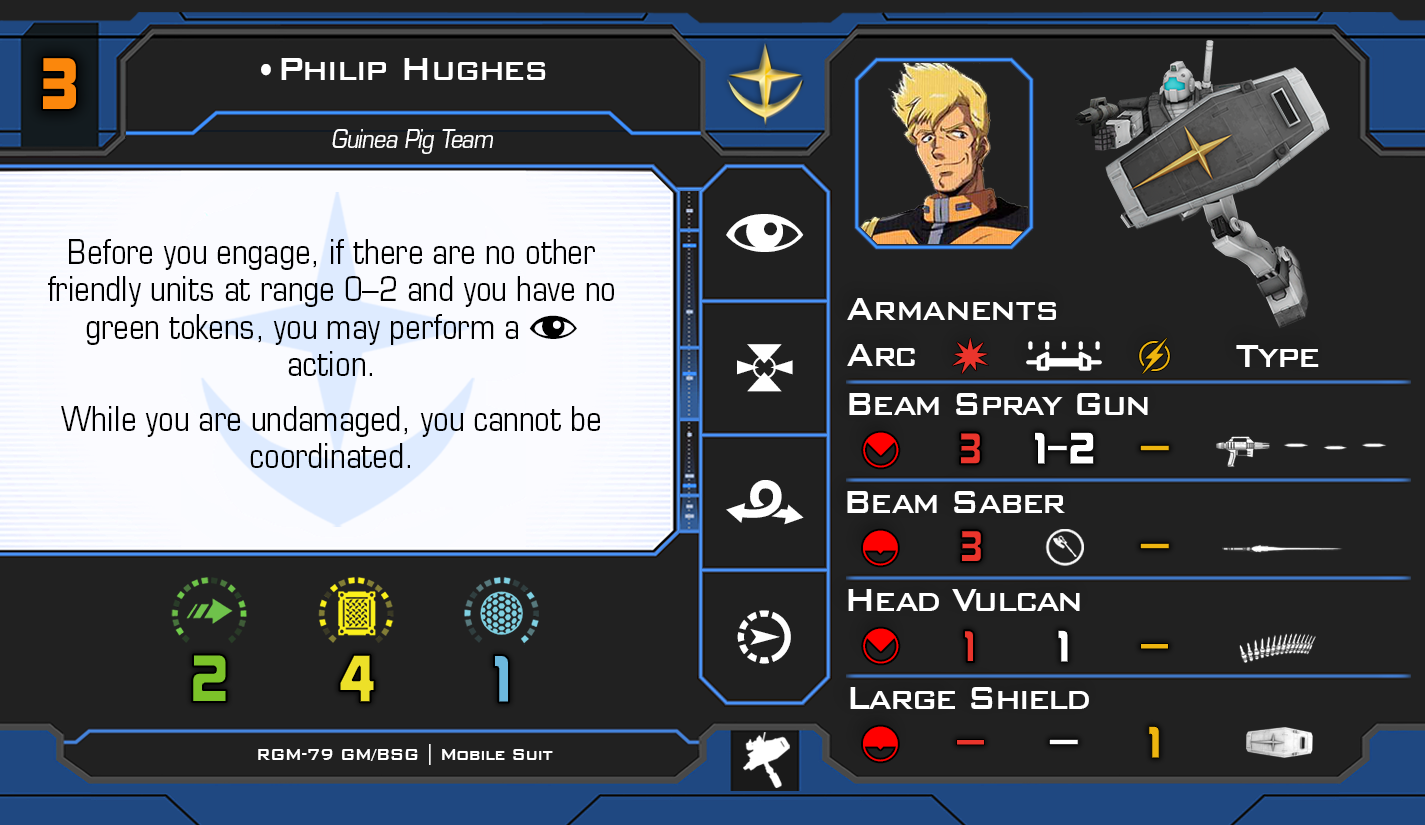 3
• Philip Hughes
Guinea Pig Team
Before you engage, if there are no other
friendly units at range 0–2 and you have no
green tokens, you may perform a
action.
While you are undamaged, you cannot be
coordinated.
2 4 1
RGM-79 GM/BSG | Mobile Suit
Armanents
Arc Type
Beam Spray Gun
3 1–2 –
Beam Saber
3 –
Head Vulcan
1 1 –
Large Shield
– – 1